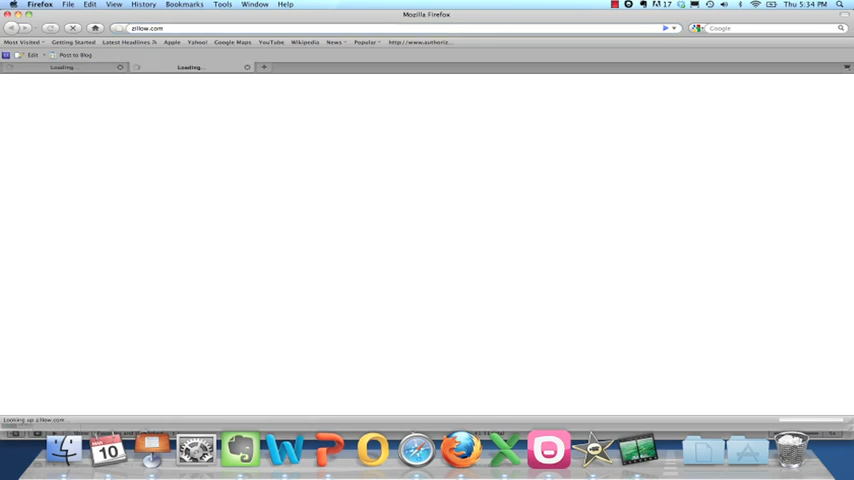 Firefox File Edit View History Bookmarks Tools Window Help 17 Thu 5:34 PM
Mozilla Firefox
zillow.com Google
Most Visited Getting Started Latest Headlines Apple Yahoo! Google Maps YouTube Wikipedia News Popular http://www.authoriz...
Edit Post to Blog
Loading... Loading...
Looking up zillow.com...
MAR
10 W P O X